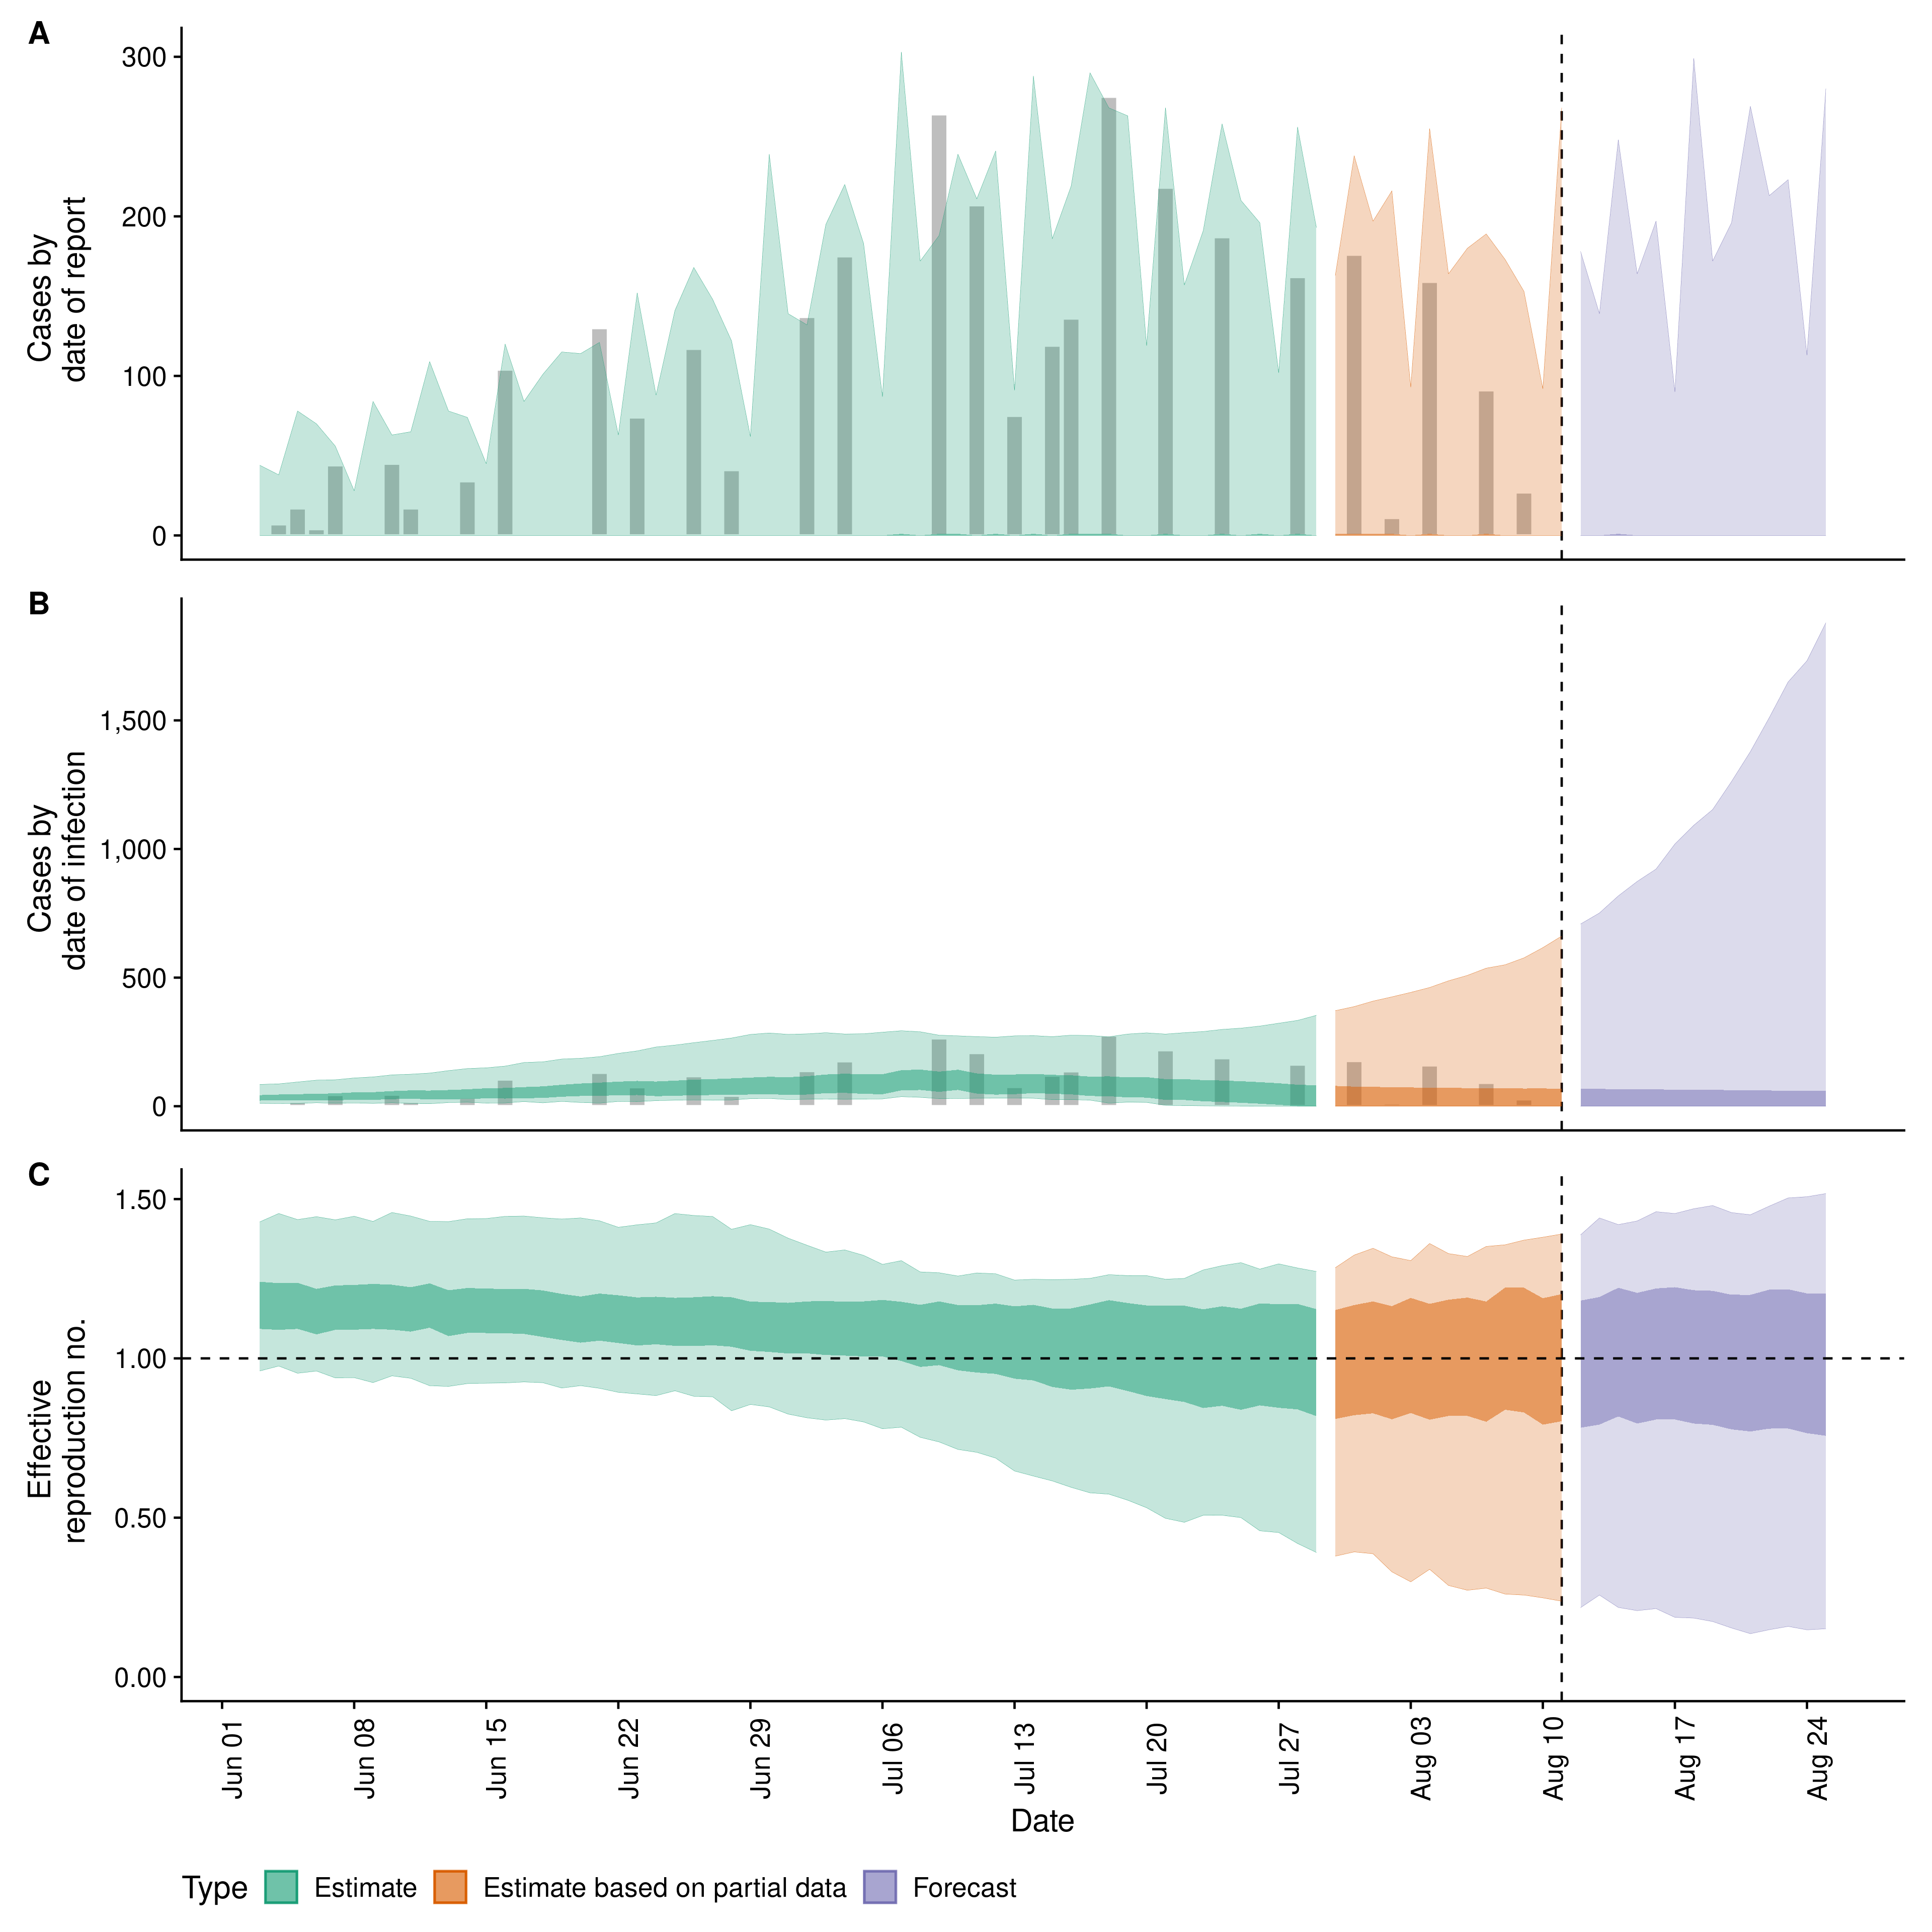 A
Cases by
date of report
300
200
100
0
B
Cases by
date of infection
1,500
1,000
500
0
C
Effective
reproduction no.
1.50
1.00
0.50
0.00
Jun 01
Jun 08
Jun 15
Jun 22
Jun 29
Jul 06
Jul 13
Jul 20
Jul 27
Aug 03
Aug 10
Aug 17
Aug 24
Date
Type Estimate Estimate based on partial data Forecast